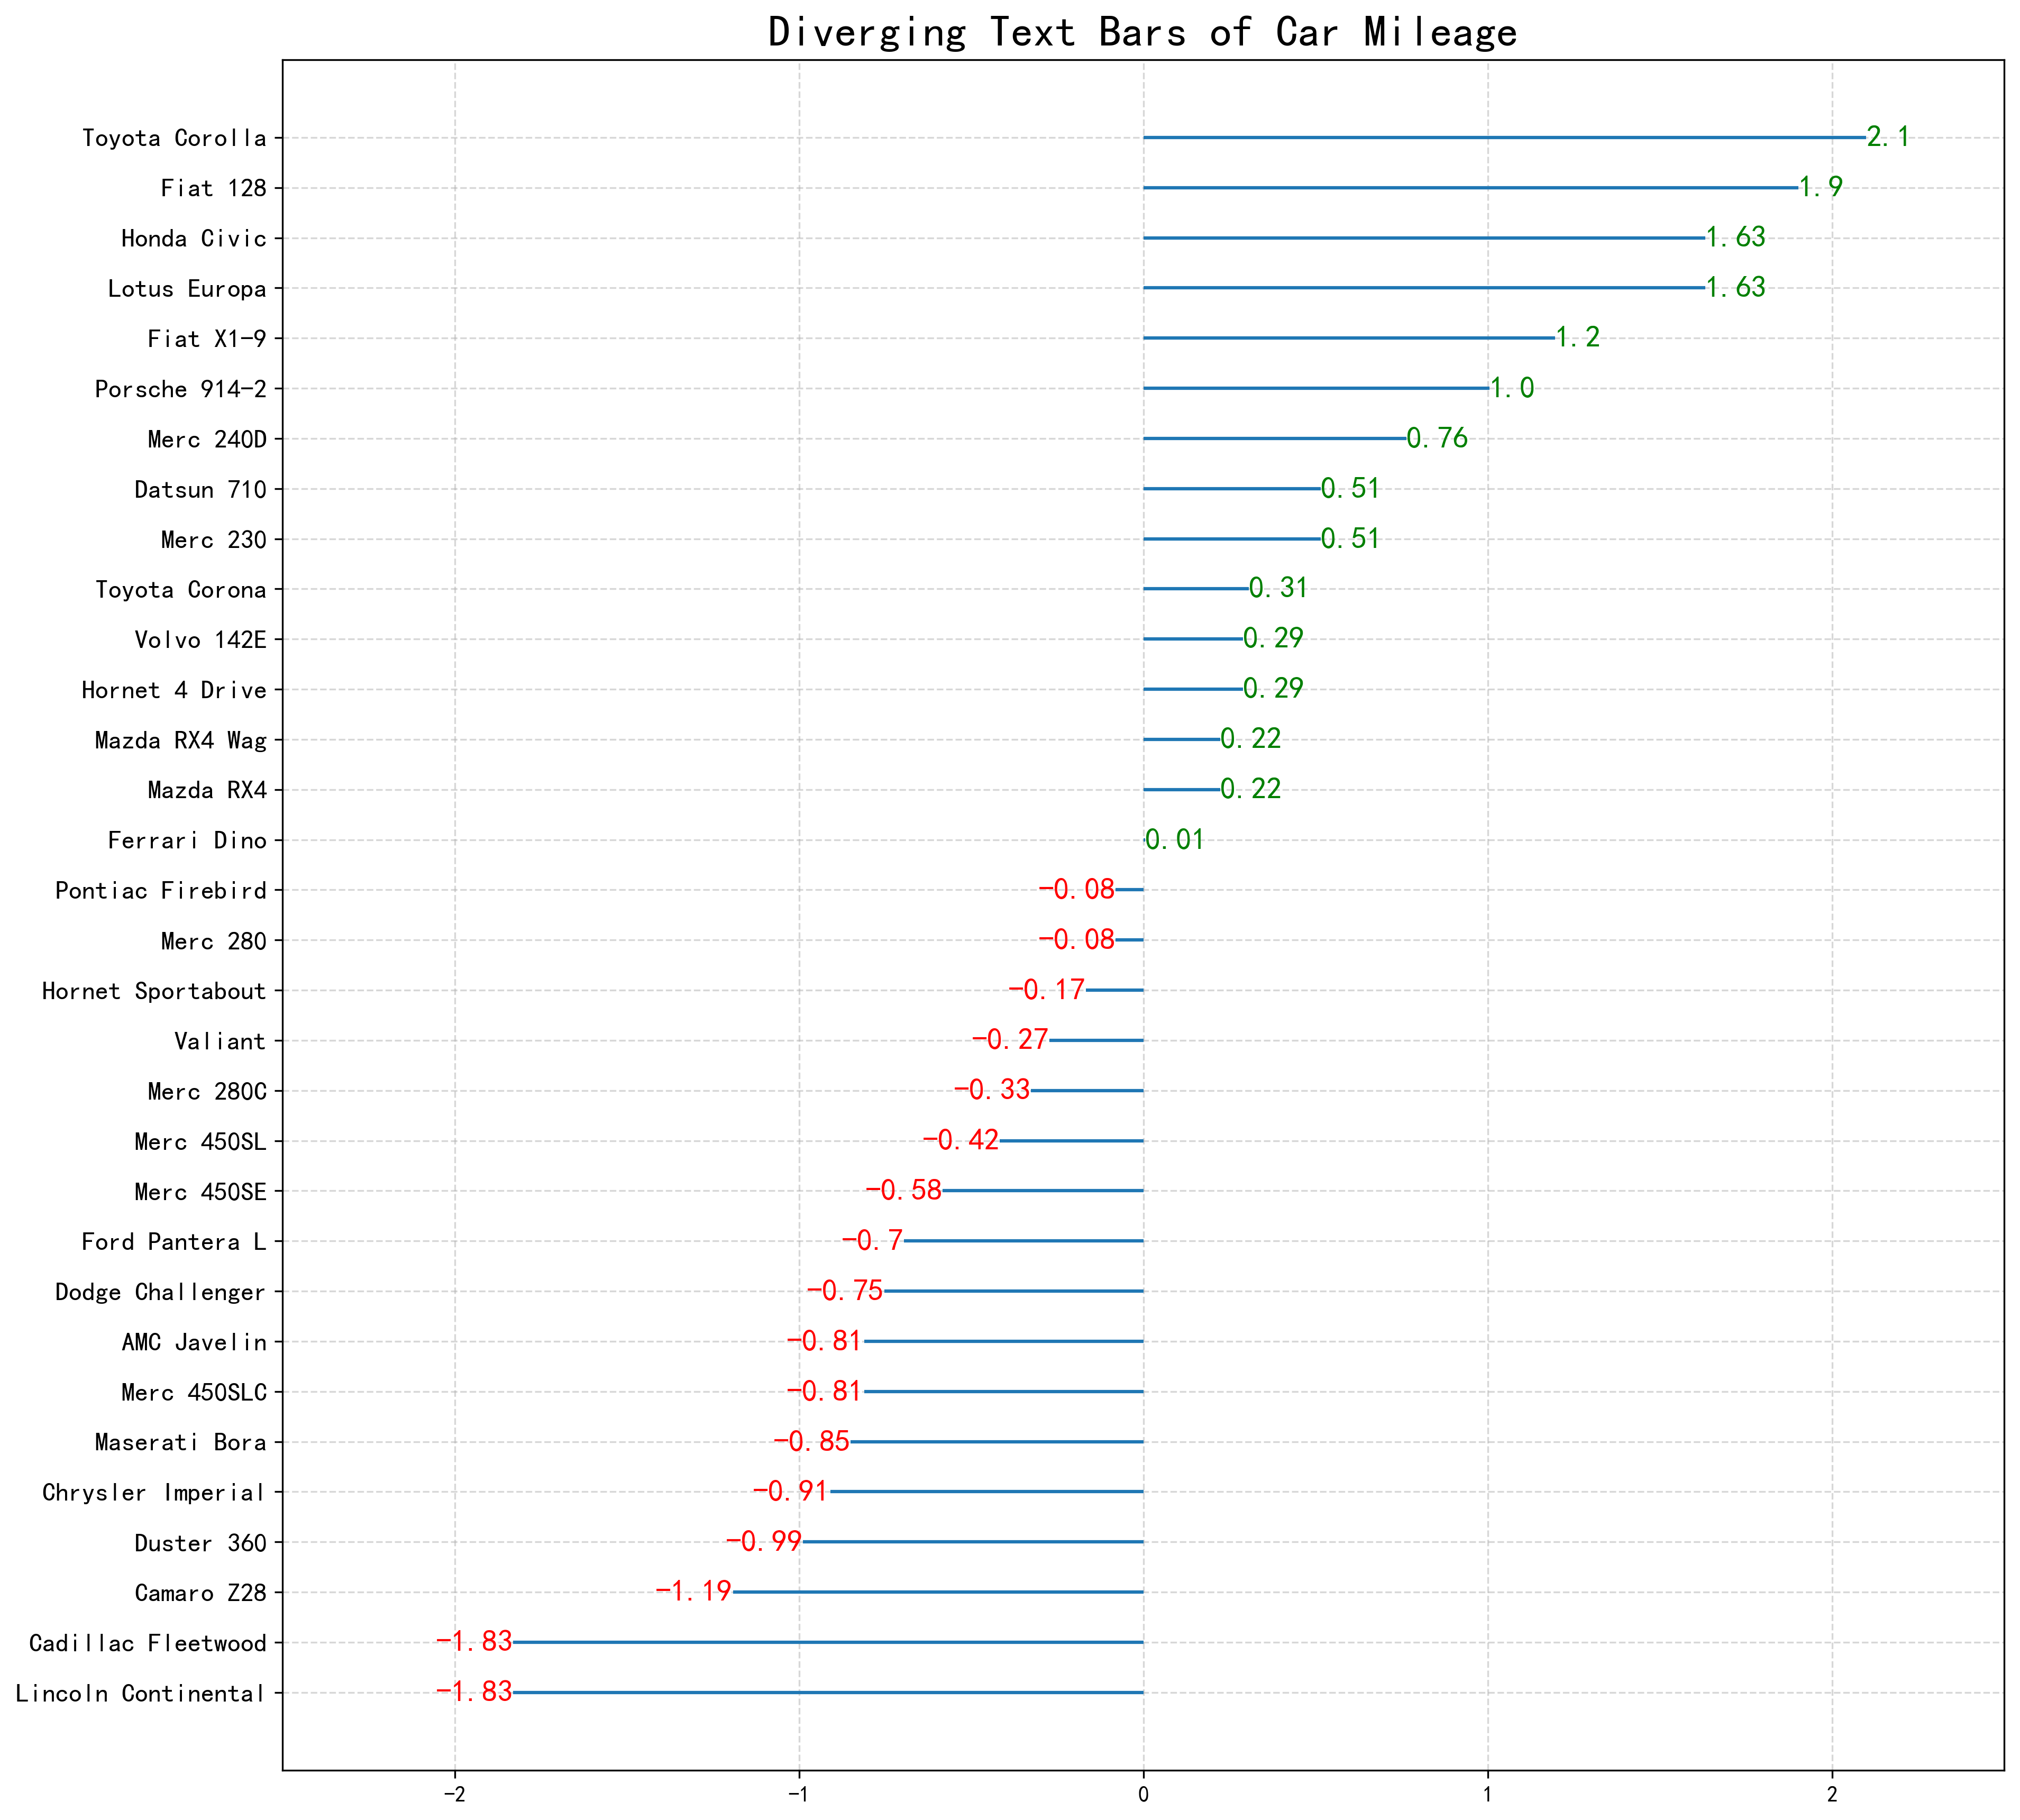 Diverging Text Bars of Car Mileage
Toyota Corolla 2.1
Fiat 128 1.9
Honda Civic 1.63
Lotus Europa 1.63
Fiat X1-9 1.2
Porsche 914-2 1.0
Merc 240D 0.76
Datsun 710 0.51
Merc 230 0.51
Toyota Corona 0.31
Volvo 142E 0.29
Hornet 4 Drive 0.29
Mazda RX4 Wag 0.22
Mazda RX4 0.22
Ferrari Dino 0.01
Pontiac Firebird -0.08
Merc 280 -0.08
Hornet Sportabout -0.17
Valiant -0.27
Merc 280C -0.33
Merc 450SL -0.42
Merc 450SE -0.58
Ford Pantera L -0.7
Dodge Challenger -0.75
AMC Javelin -0.81
Merc 450SLC -0.81
Maserati Bora -0.85
Chrysler Imperial -0.91
Duster 360 -0.99
Camaro Z28 -1.19
Cadillac Fleetwood -1.83
Lincoln Continental -1.83
-2 -1 0 1 2